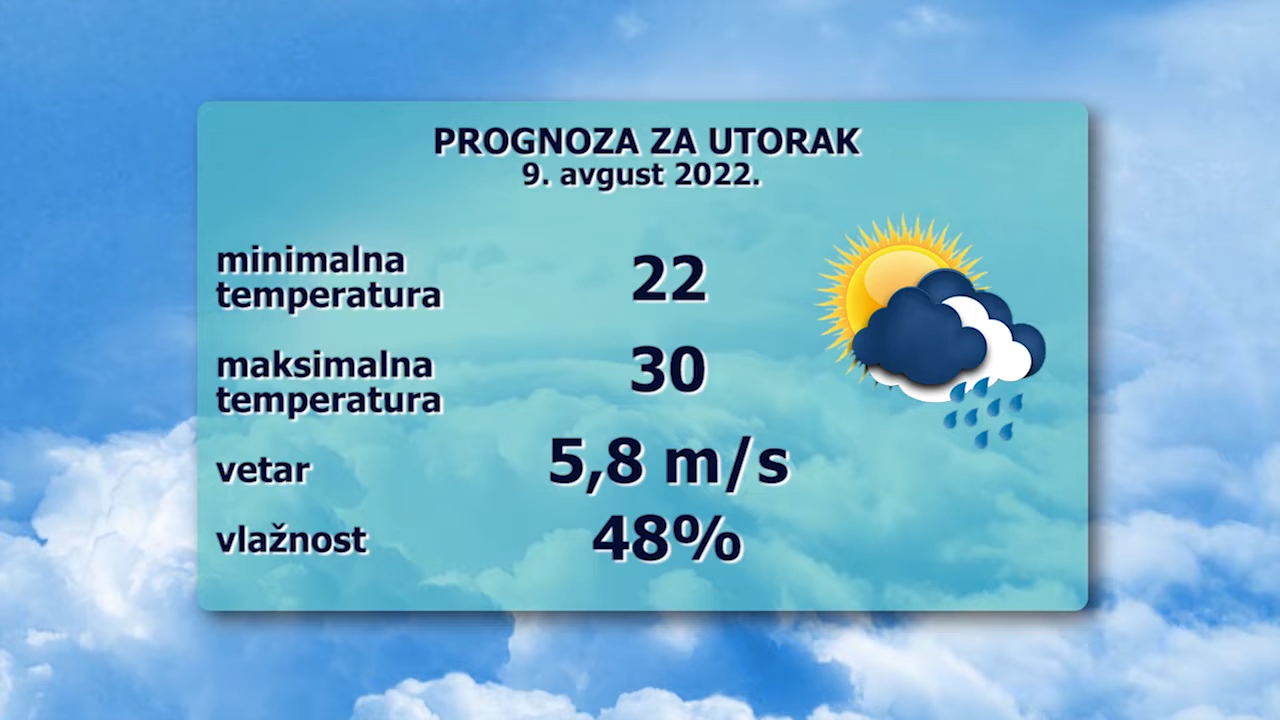 PROGNOZA ZA UTORAK
9. avgust 2022.
minimalna
temperatura
22
maksimalna
temperatura
30
vetar
5,8 m/s
vlažnost
48%